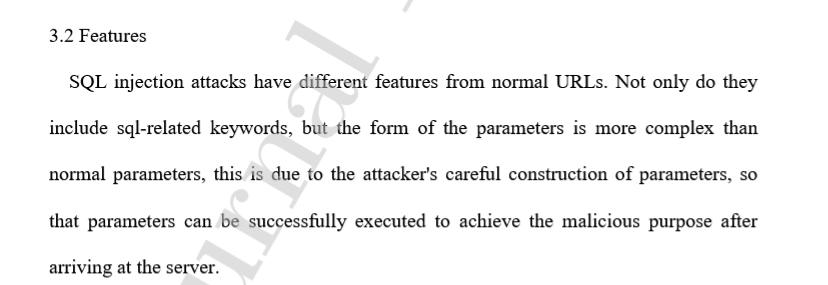 3.2 Features
SQL injection attacks have different features from normal URLs. Not only do they
include sql-related keywords, but the form of the parameters is more complex than
normal parameters, this is due to the attacker's careful construction of parameters, so
that parameters can be successfully executed to achieve the malicious purpose after
arriving at the server.